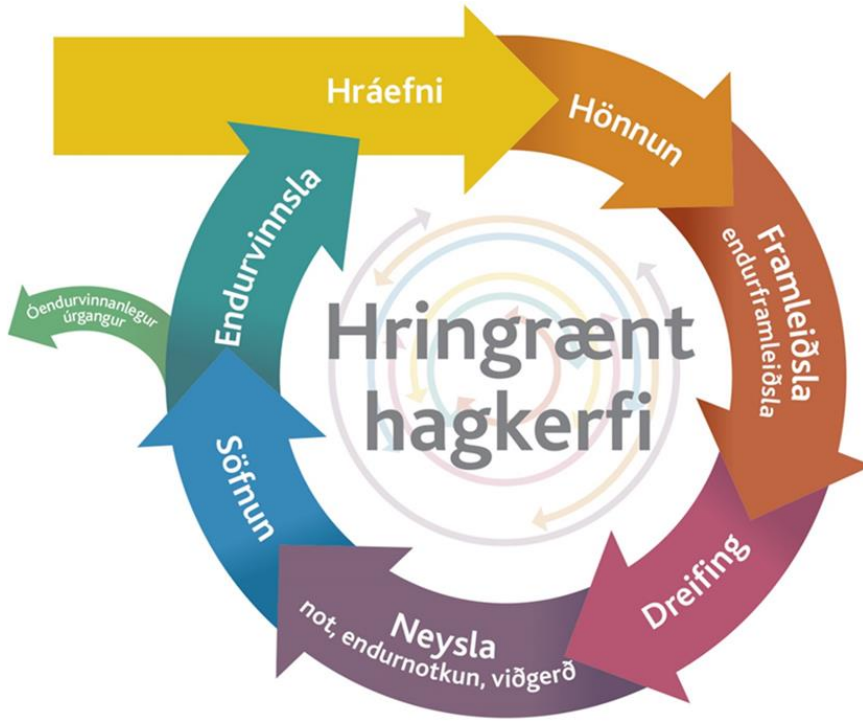 Hráefni
Hönnun
Framleiðsla
endurframleiðsla
Dreifing
Neysla
not, endurnotkun, viðgerð
Söfnun
Endurvinnsla
Óendurvinnanlegur
úrgangur
Hringrænt
hagkerfi